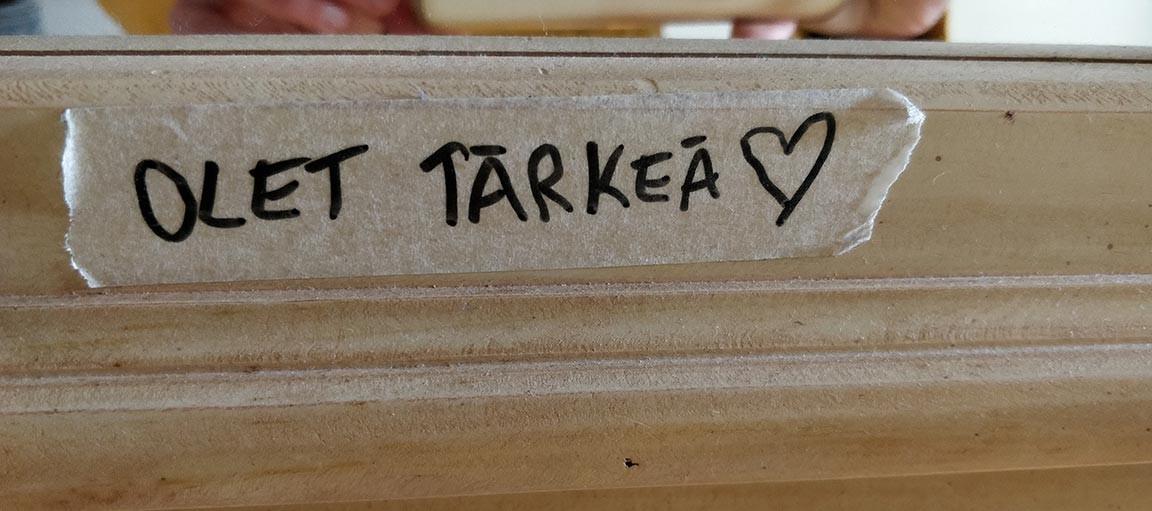 OLET TÄRKEÄ ♡